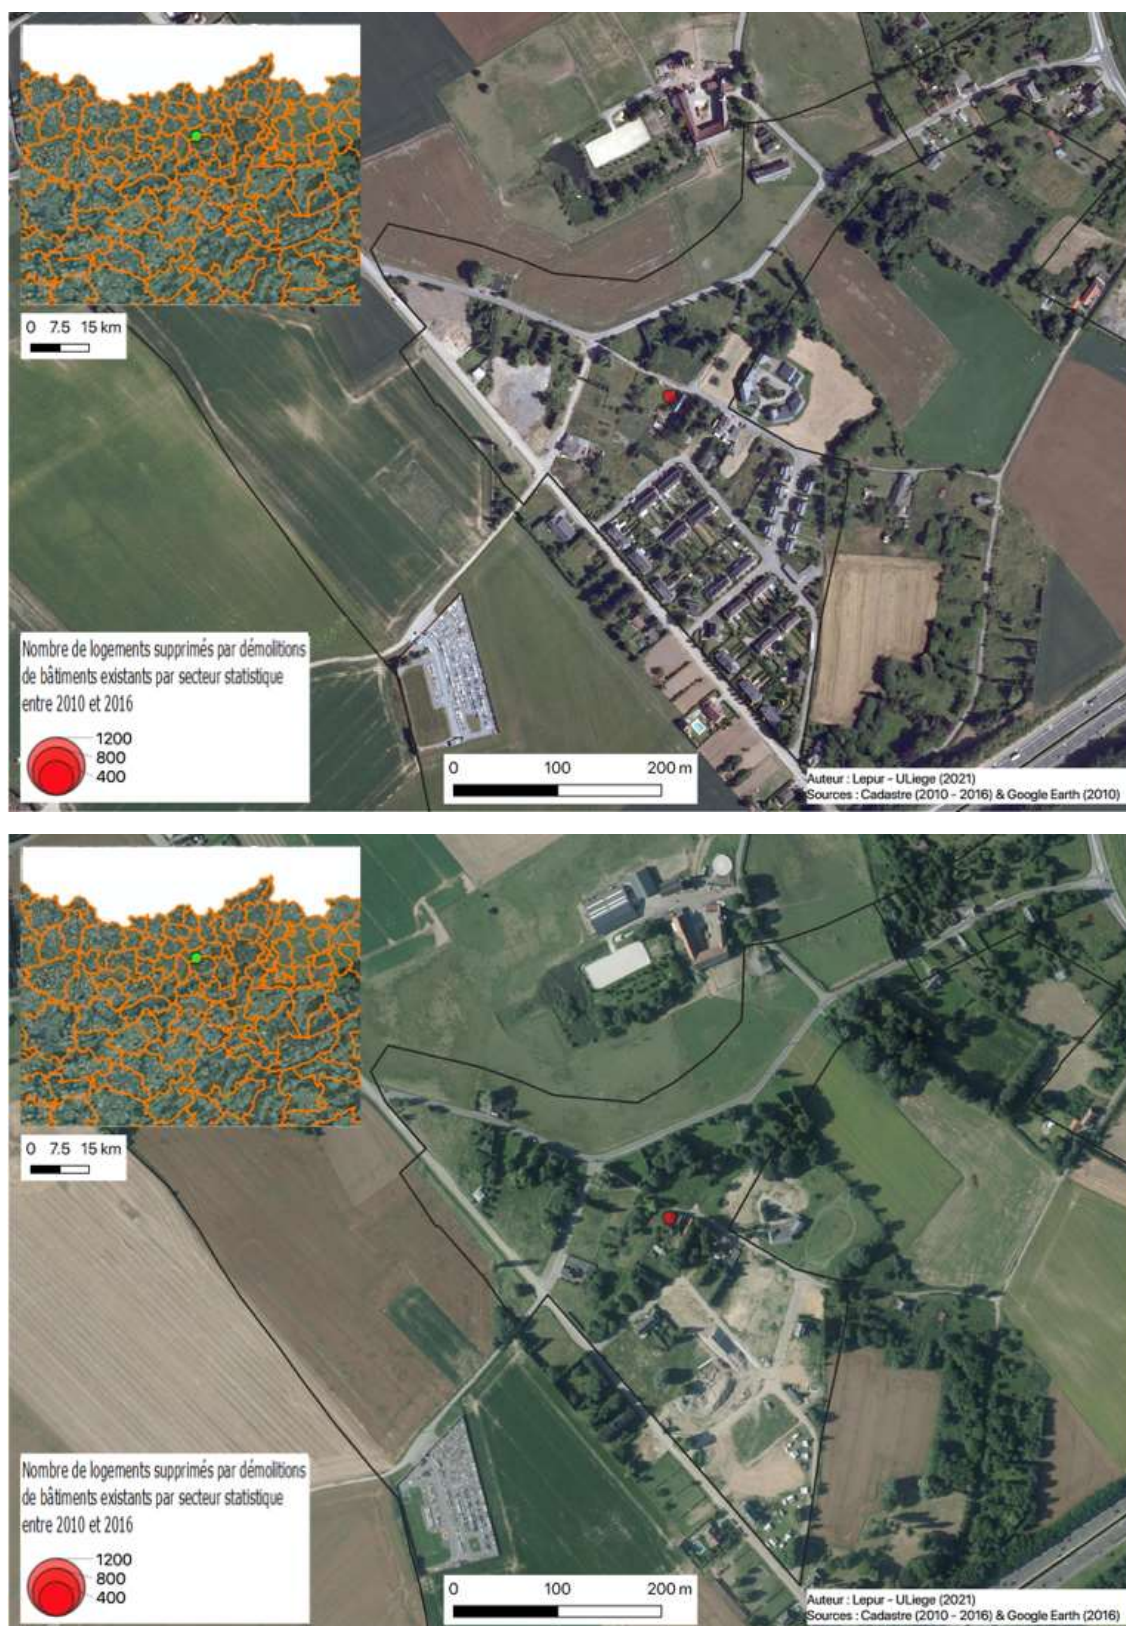 0 7.5 15 km
Nombre de logements supprimés par démolitions
de bâtiments existants par secteur statistique
entre 2010 et 2016
1200
800
400
0 100 200 m
Auteur : Lepur - ULiege (2021)
Sources : Cadastre (2010 - 2016) & Google Earth (2010)
0 7.5 15 km
Nombre de logements supprimés par démolitions
de bâtiments existants par secteur statistique
entre 2010 et 2016
1200
800
400
0 100 200 m
Auteur : Lepur - ULiege (2021)
Sources : Cadastre (2010 - 2016) & Google Earth (2016)